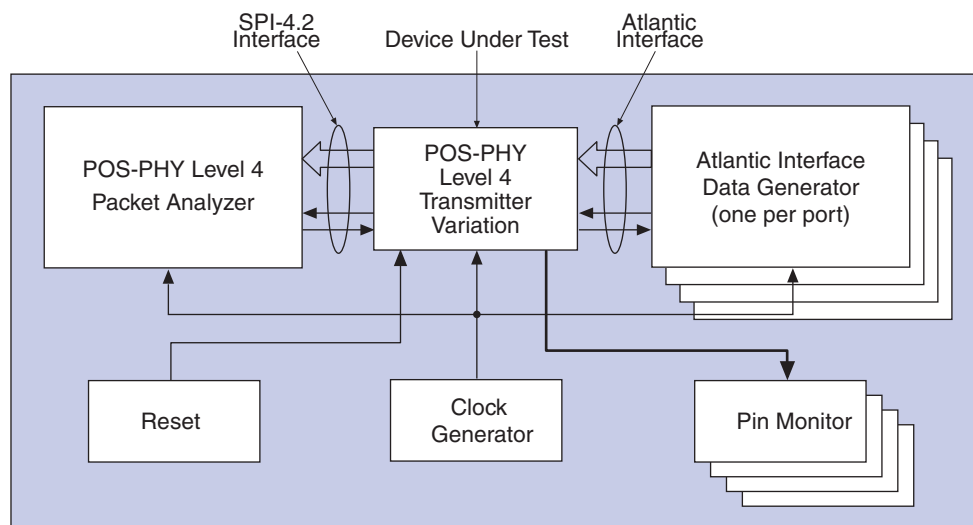 SPI-4.2
Interface
Device Under Test
Atlantic
Interface
POS-PHY Level 4
Packet Analyzer
POS-PHY
Level 4
Transmitter
Variation
Atlantic Interface
Data Generator
(one per port)
Reset
Clock
Generator
Pin Monitor